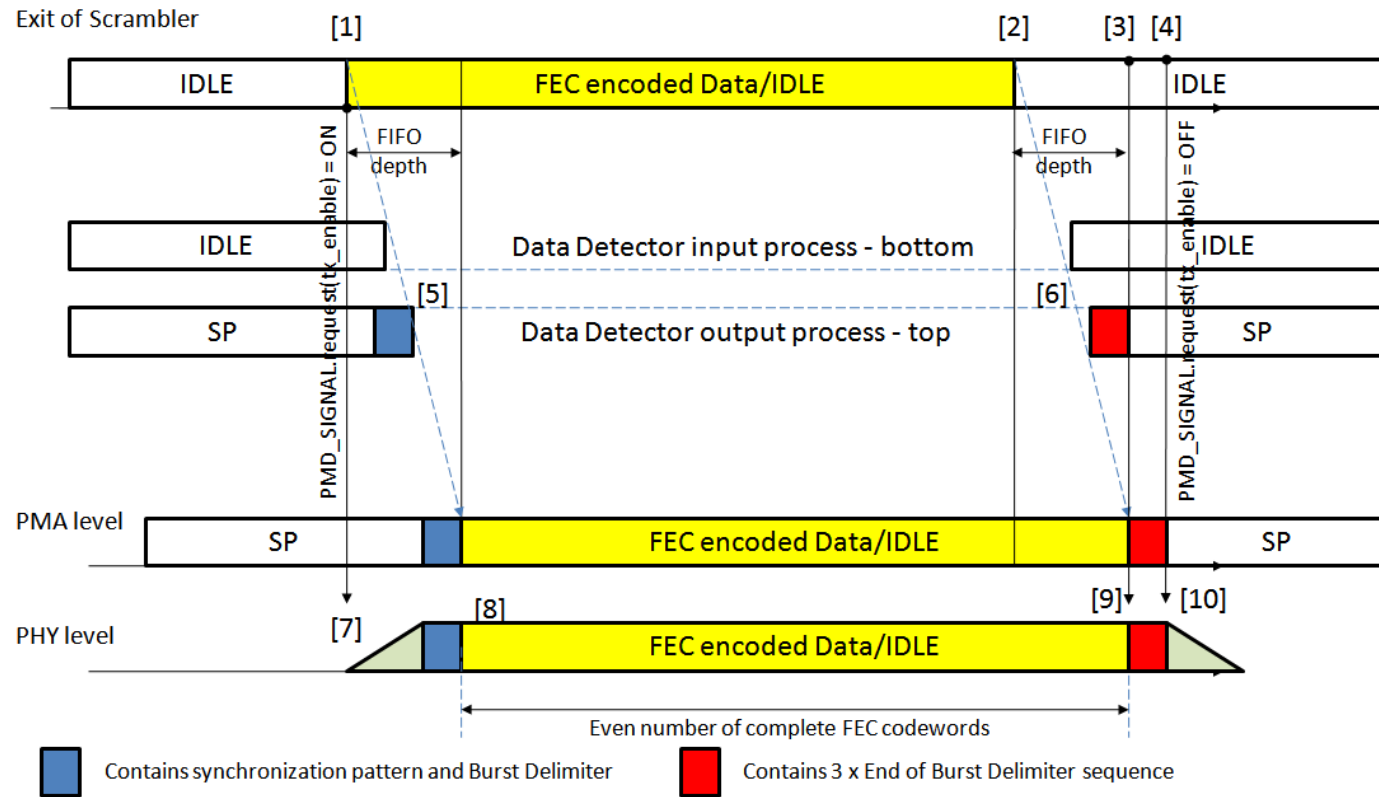 Exit of Scrambler
[1]
[2]
[3]
[4]
IDLE
FEC encoded Data/IDLE
IDLE
FIFO
depth
FIFO
depth
PMD_SIGNAL.request(tx_enable) = ON
PMD_SIGNAL.request(tx_enable) = OFF
IDLE
Data Detector input process - bottom
IDLE
[5]
[6]
SP
Data Detector output process - top
SP
PMA level
SP
FEC encoded Data/IDLE
SP
[7]
[8]
[9]
[10]
PHY level
FEC encoded Data/IDLE
Even number of complete FEC codewords
Contains synchronization pattern and Burst Delimiter
Contains 3 x End of Burst Delimiter sequence